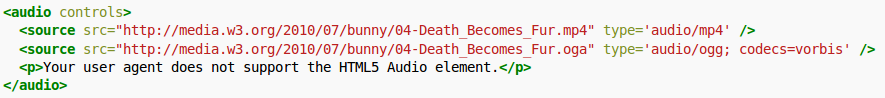 <audio controls>
<source src="http://media.w3.org/2010/07/bunny/04-Death_Becomes_Fur.mp4" type='audio/mp4' />
<source src="http://media.w3.org/2010/07/bunny/04-Death_Becomes_Fur.oga" type='audio/ogg; codecs=vorbis' />
<p>Your user agent does not support the HTML5 Audio element.</p>
</audio>